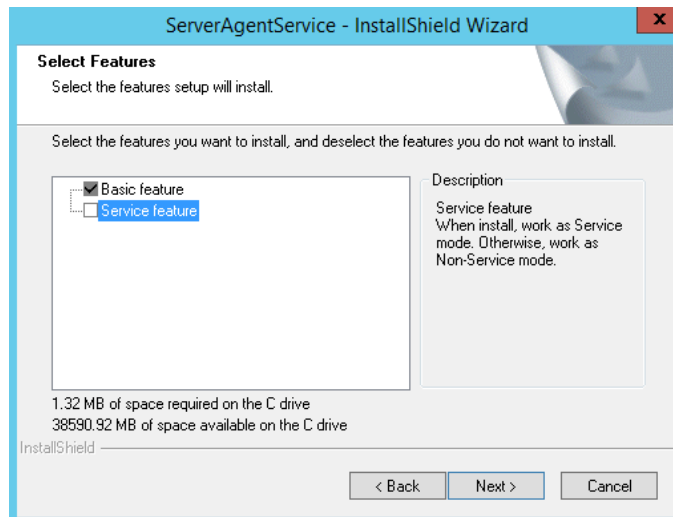 ServerAgentService - InstallShield Wizard
x
Select Features
Select the features setup will install.
Select the features you want to install, and deselect the features you do not want to install.
Basic feature
Service feature
Description
Service feature
When install, work as Service
mode. Otherwise, work as
Non-Service mode.
1.32 MB of space required on the C drive
38590.92 MB of space available on the C drive
InstallShield
< Back
Next >
Cancel